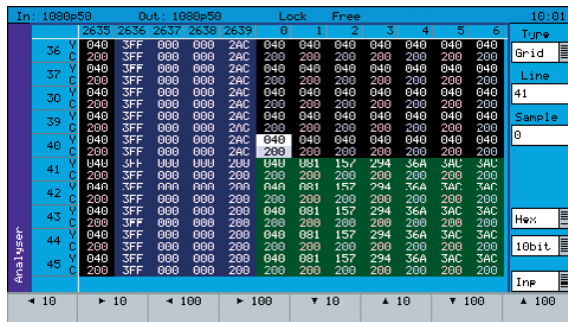 In: 1080p50 Out: 1080p50 Lock Free 10:01
2635 2636 2637 2638 2639 0 1 2 3 4 5 6 Type
36 Y 040 3FF 000 000 2AC 040 040 040 040 040 040 040 Grid
C 200 3FF 000 000 2AC 200 200 200 200 200 200 200
37 Y 040 3FF 000 000 2AC 040 040 040 040 040 040 040 Line
C 200 3FF 000 000 2AC 200 200 200 200 200 200 200
38 Y 040 3FF 000 000 2AC 040 040 040 040 040 040 040 41
C 200 3FF 000 000 2AC 200 200 200 200 200 200 200
39 Y 040 3FF 000 000 2AC 040 040 040 040 040 040 040 Sample
C 200 3FF 000 000 2AC 200 200 200 200 200 200 200
40 Y 040 3FF 000 000 2AC 040 040 040 040 040 040 040 0
C 200 3FF 000 000 2AC 200 200 200 200 200 200 200
41 Y 040 3FF 000 000 200 040 081 157 294 36A 3AC 3AC
C 200 3FF 000 000 200 200 200 200 200 200 200 200
42 Y 040 3FF 000 000 200 040 081 157 294 36A 3AC 3AC
C 200 3FF 000 000 200 200 200 200 200 200 200 200
43 Y 040 3FF 000 000 200 040 081 157 294 36A 3AC 3AC Hex
C 200 3FF 000 000 200 200 200 200 200 200 200 200
44 Y 040 3FF 000 000 200 040 081 157 294 36A 3AC 3AC 10bit
C 200 3FF 000 000 200 200 200 200 200 200 200 200
45 Y 040 3FF 000 000 200 040 081 157 294 36A 3AC 3AC
C 200 3FF 000 000 200 200 200 200 200 200 200 200 Inp
Analyser
◄ 10 ► 10 ◄ 100 ► 100 ▼ 10 ▲ 10 ▼ 100 ▲ 100